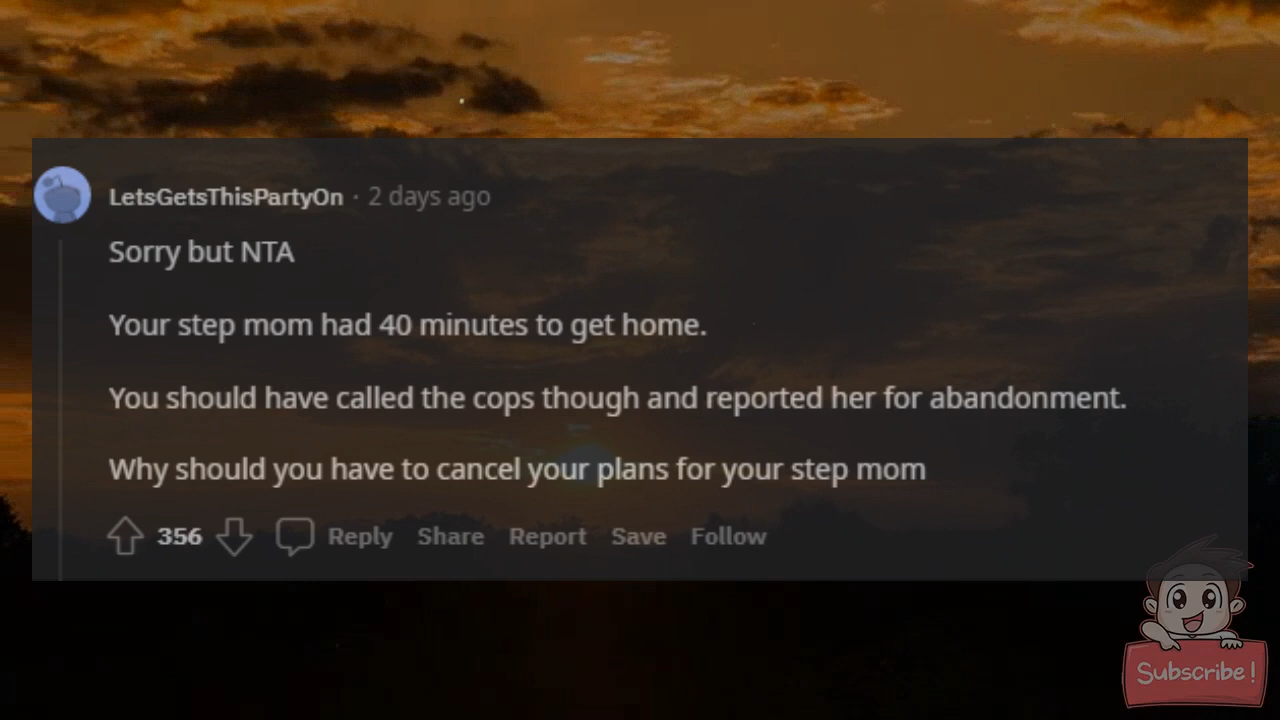 LetsGetsThisPartyOn · 2 days ago
Sorry but NTA
Your step mom had 40 minutes to get home.
You should have called the cops though and reported her for abandonment.
Why should you have to cancel your plans for your step mom
356 Reply Share Report Save Follow
Subscribe!